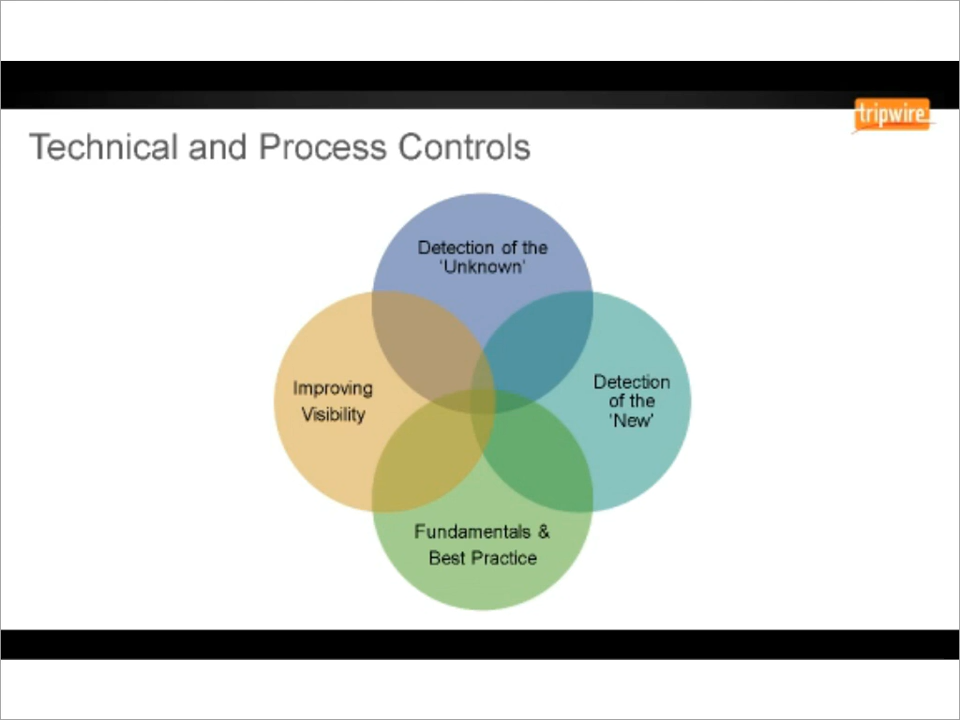 tripwire
Technical and Process Controls
Detection of the
'Unknown'
Improving
Visibility
Detection
of the
'New'
Fundamentals &
Best Practice